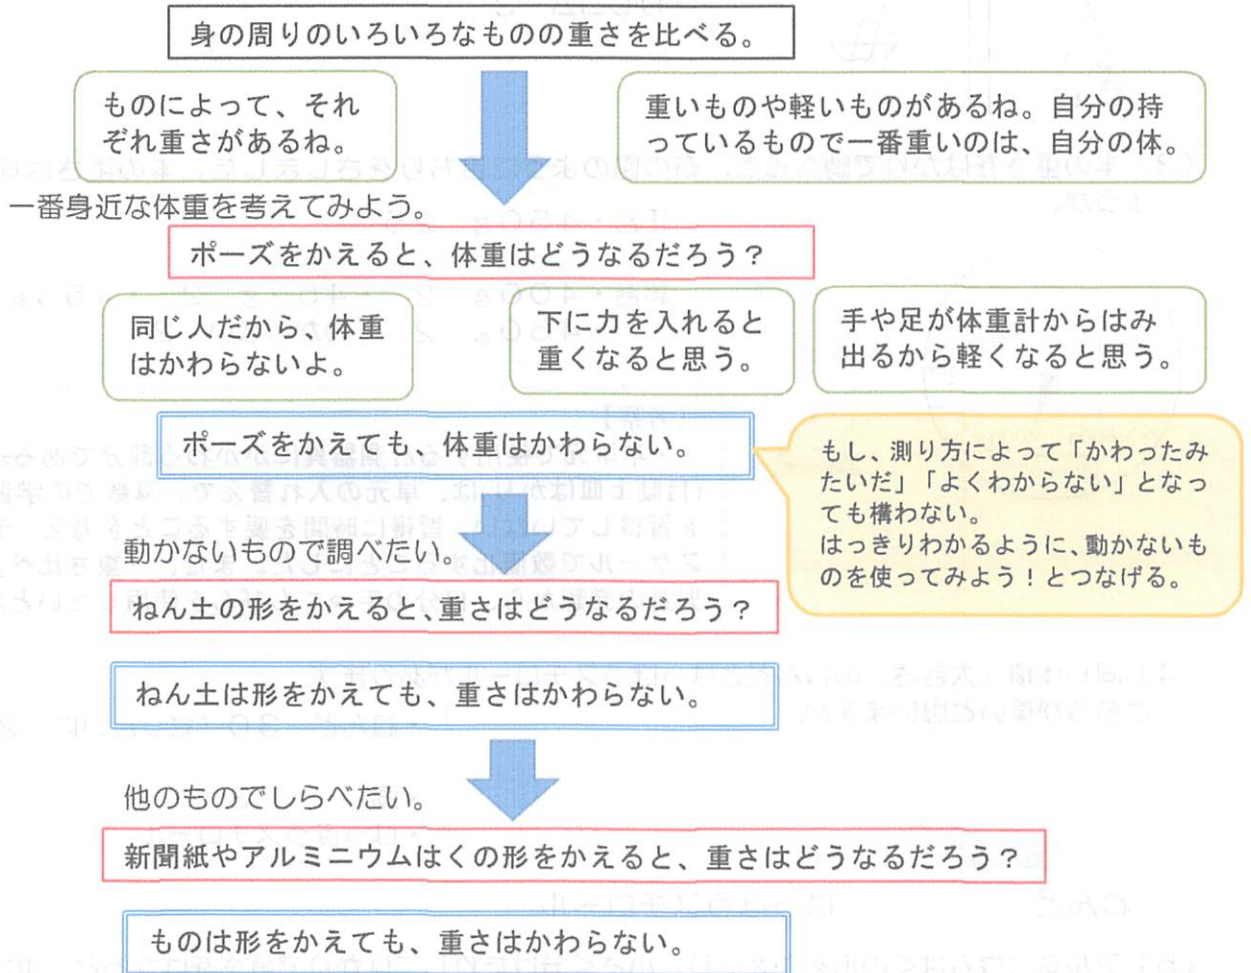 身の周りのいろいろなものの重さを比べる。
ものによって、それ
ぞれ重さがあるね。
重いものや軽いものがあるね。自分の持
っているもので一番重いのは、自分の体。
一番身近な体重を考えてみよう。
ポーズをかえると、体重はどうなるだろう？
同じ人だから、体重
はかわらないよ。
下に力を入れると
重くなると思う。
手や足が体重計からはみ
出るから軽くなると思う。
ポーズをかえても、体重はかわらない。
もし、測り方によって「かわったみ
たいだ」「よくわからない」となっ
ても構わない。
はっきりわかるように、動かないも
のを使ってみよう！とつなげる。
動かないもので調べたい。
ねん土の形をかえると、重さはどうなるだろう？
ねん土は形をかえても、重さはかわらない。
他のものでしらべたい。
新聞紙やアルミニウムはくの形をかえると、重さはどうなるだろう？
ものは形をかえても、重さはかわらない。